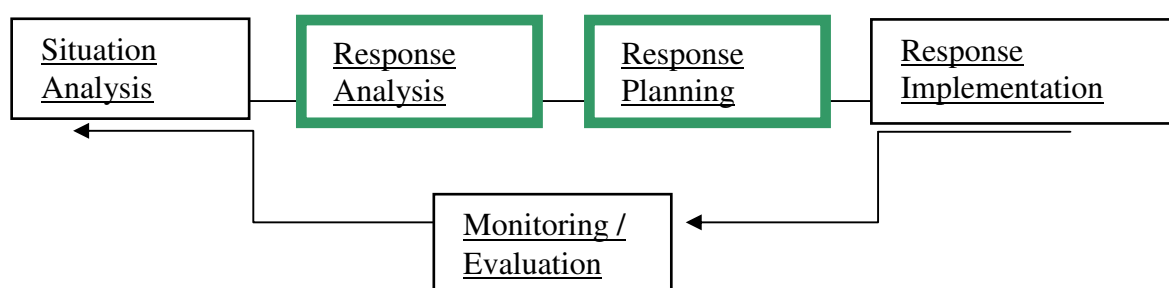 Situation
Analysis
Response
Analysis
Response
Planning
Response
Implementation
Monitoring /
Evaluation